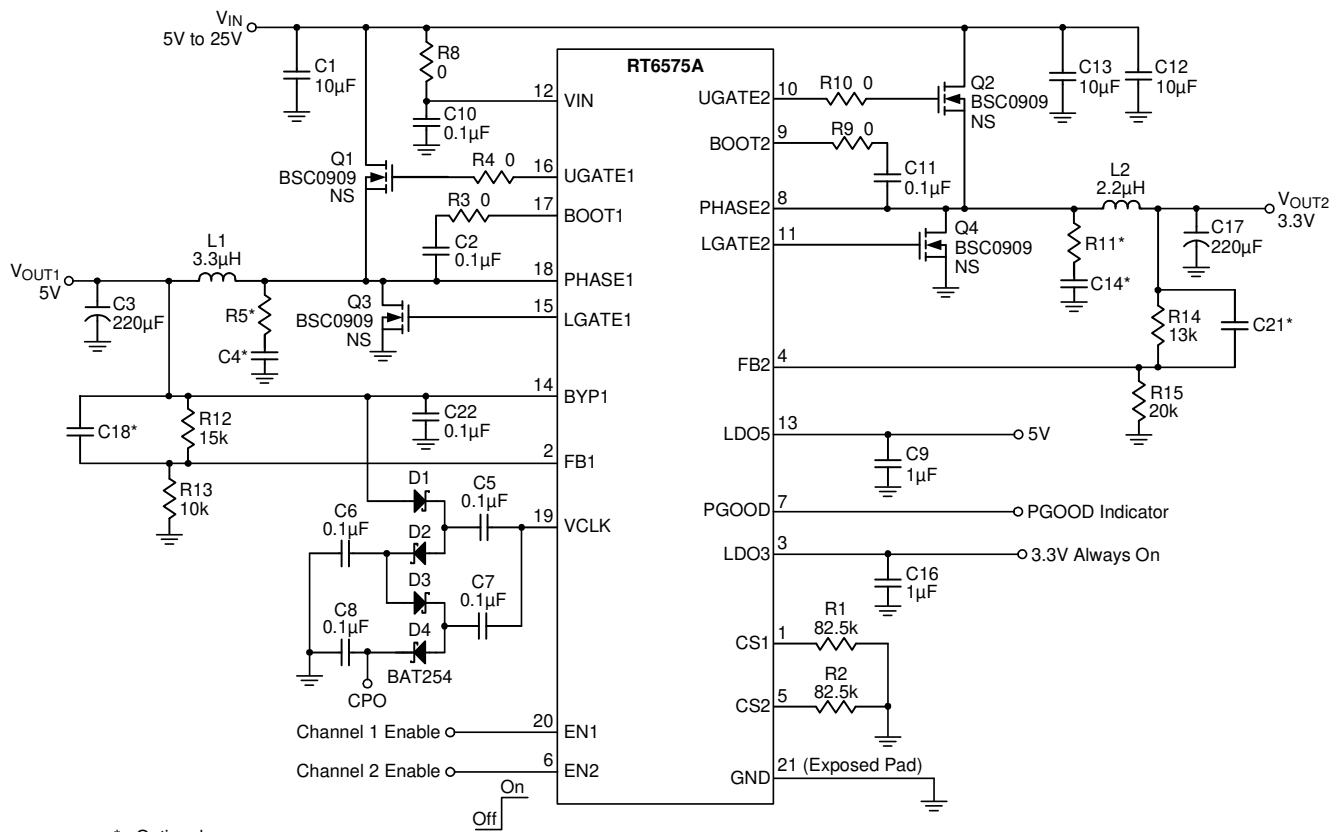 VIN
5V to 25V
C1
10µF
R8
0
12
VIN
C10
0.1µF
Q1
BSC0909
NS
R4 0
16
UGATE1
R3 0
17
BOOT1
C2
0.1µF
L1
3.3µH
VOUT1
5V
18
PHASE1
C3
220µF
R5*
C4*
Q3
BSC0909
NS
15
LGATE1
14
BYP1
C18*
R12
15k
C22
0.1µF
2
FB1
R13
10k
D1
C5
0.1µF
19
VCLK
C6
0.1µF
D2
D3
C7
0.1µF
C8
0.1µF
D4
BAT254
CPO
Channel 1 Enable
20
EN1
Channel 2 Enable
6
EN2
On
Off
RT6575A
UGATE2
10
R10 0
Q2
BSC0909
NS
C13
10µF
C12
10µF
BOOT2
9
R9 0
C11
0.1µF
PHASE2
8
L2
2.2µH
VOUT2
3.3V
LGATE2
11
Q4
BSC0909
NS
R11*
C14*
C17
220µF
R14
13k
C21*
FB2
4
R15
20k
LDO5
13
5V
C9
1µF
PGOOD
7
PGOOD Indicator
LDO3
3
3.3V Always On
C16
1µF
CS1
1
R1
82.5k
CS2
5
R2
82.5k
GND
21 (Exposed Pad)